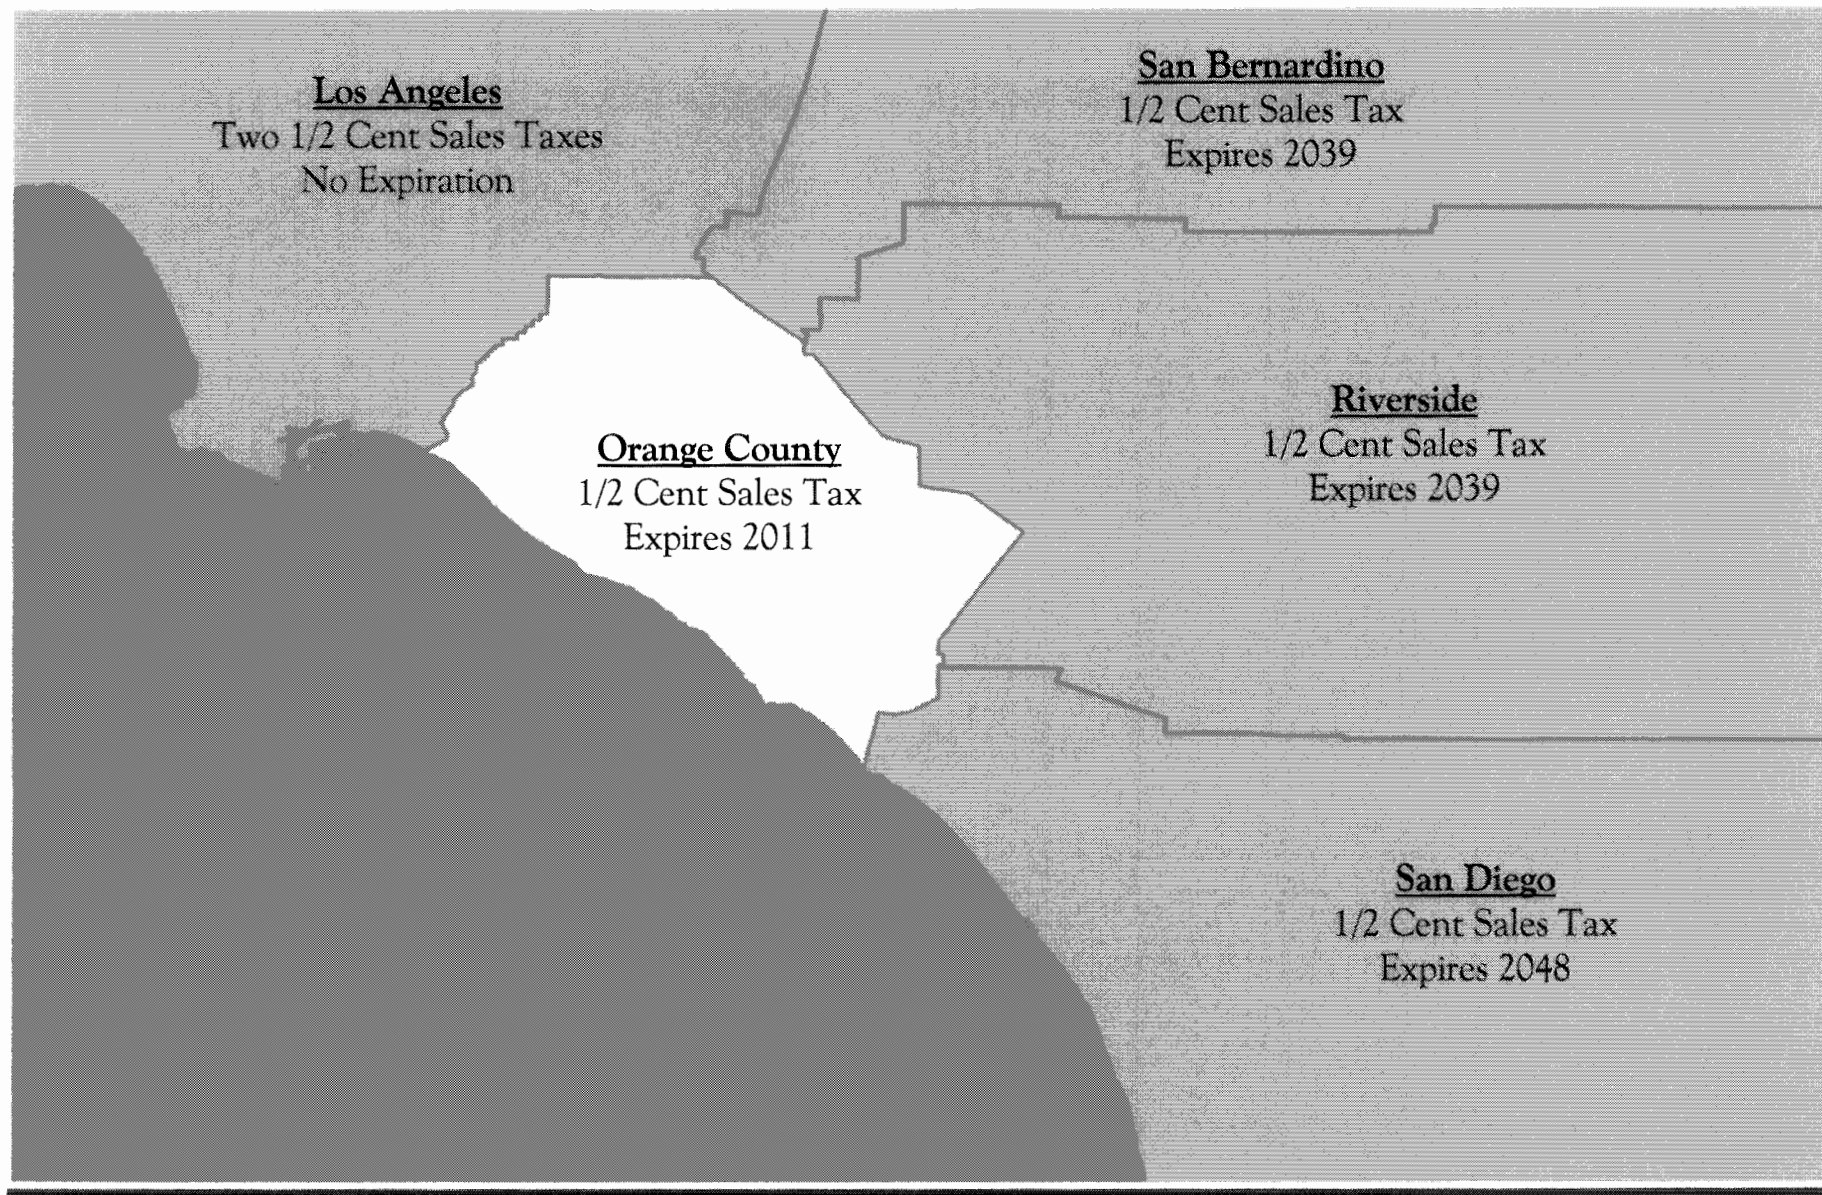 Los Angeles
Two 1/2 Cent Sales Taxes
No Expiration
San Bernardino
1/2 Cent Sales Tax
Expires 2039
Riverside
1/2 Cent Sales Tax
Expires 2039
Orange County
1/2 Cent Sales Tax
Expires 2011
San Diego
1/2 Cent Sales Tax
Expires 2048